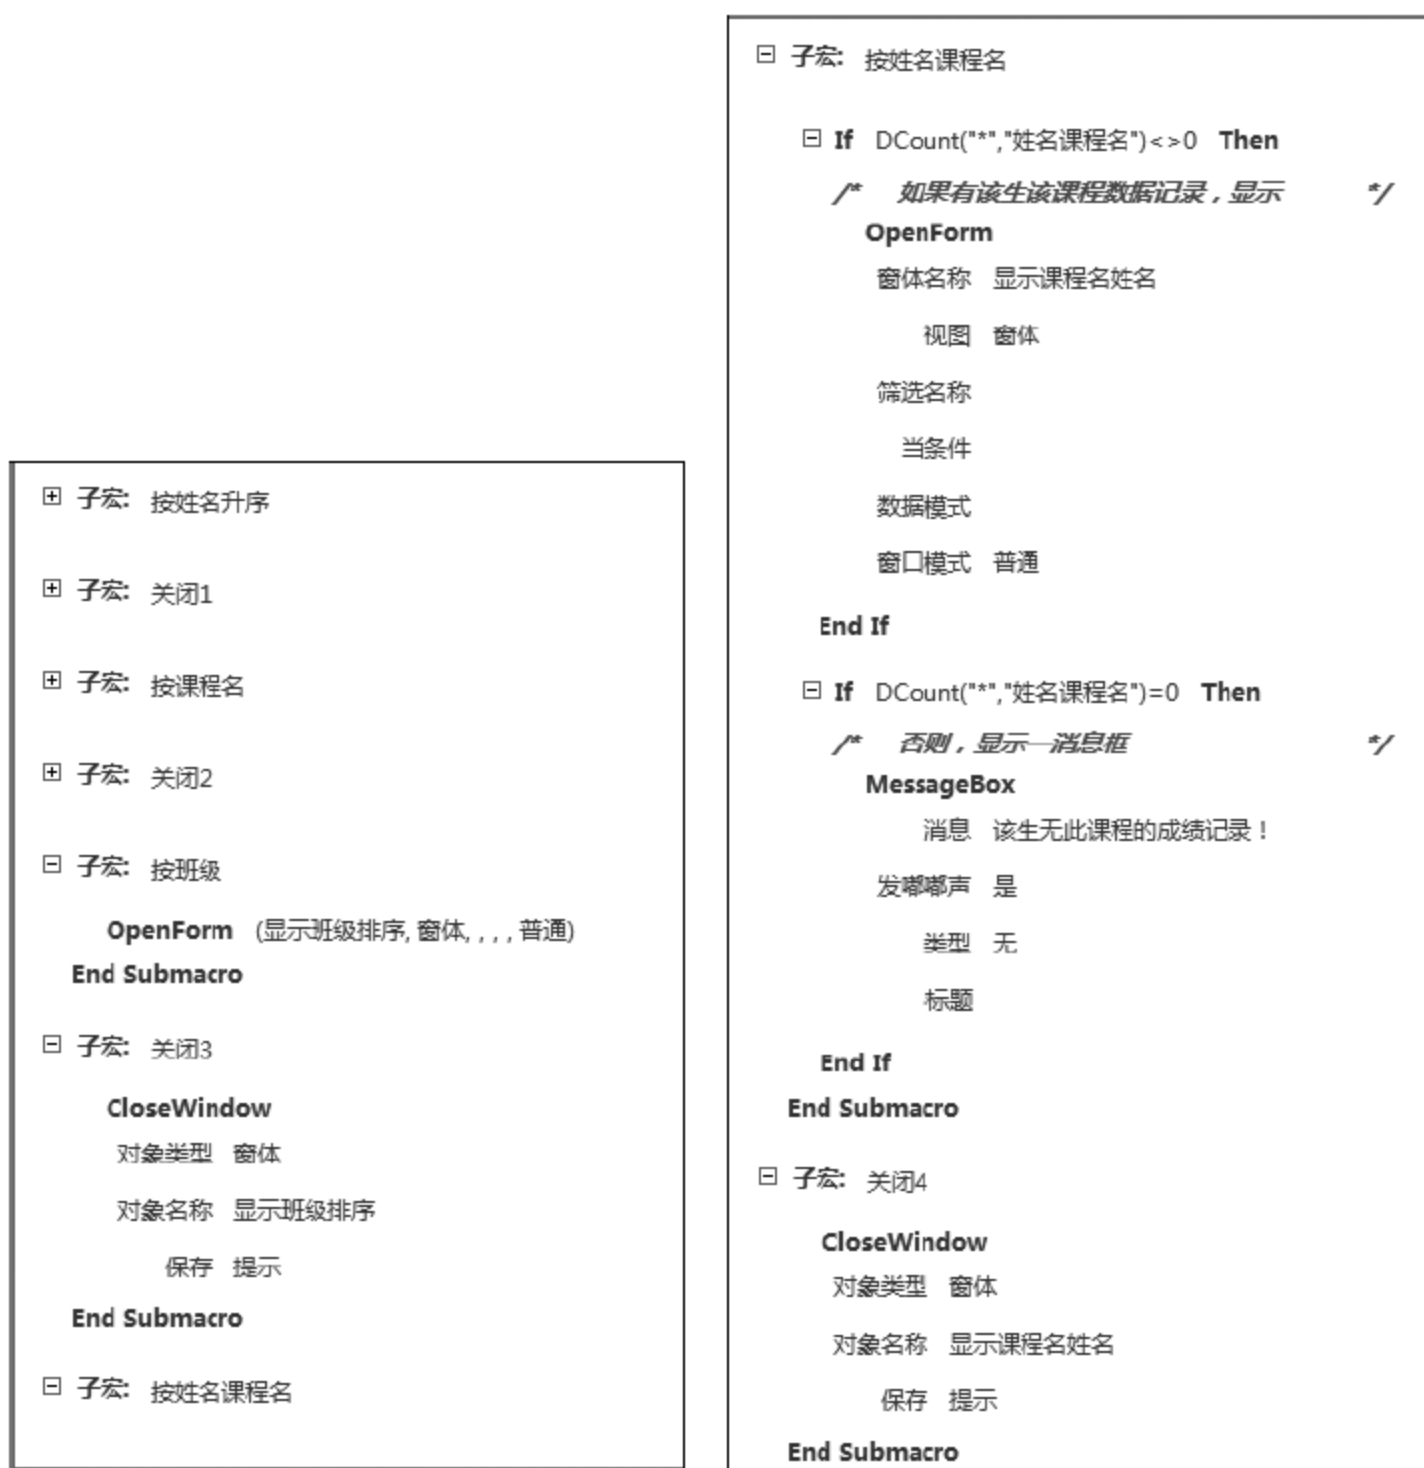 子宏: 按姓名升序
子宏: 关闭1
子宏: 按课程名
子宏: 关闭2
子宏: 按班级
OpenForm (显示班级排序, 窗体, , , , 普通)
End Submacro
子宏: 关闭3
CloseWindow
对象类型 窗体
对象名称 显示班级排序
保存 提示
End Submacro
子宏: 按姓名课程名
子宏: 按姓名课程名
If DCount("*","姓名课程名")<>0 Then
/* 如果有该生该课程数据记录，显示 */
OpenForm
窗体名称 显示课程名姓名
视图 窗体
筛选名称
当条件
数据模式
窗口模式 普通
End If
If DCount("*","姓名课程名")=0 Then
/* 否则，显示一消息框 */
MessageBox
消息 该生无此课程的成绩记录！
发嘟嘟声 是
类型 无
标题
End If
End Submacro
子宏: 关闭4
CloseWindow
对象类型 窗体
对象名称 显示课程名姓名
保存 提示
End Submacro